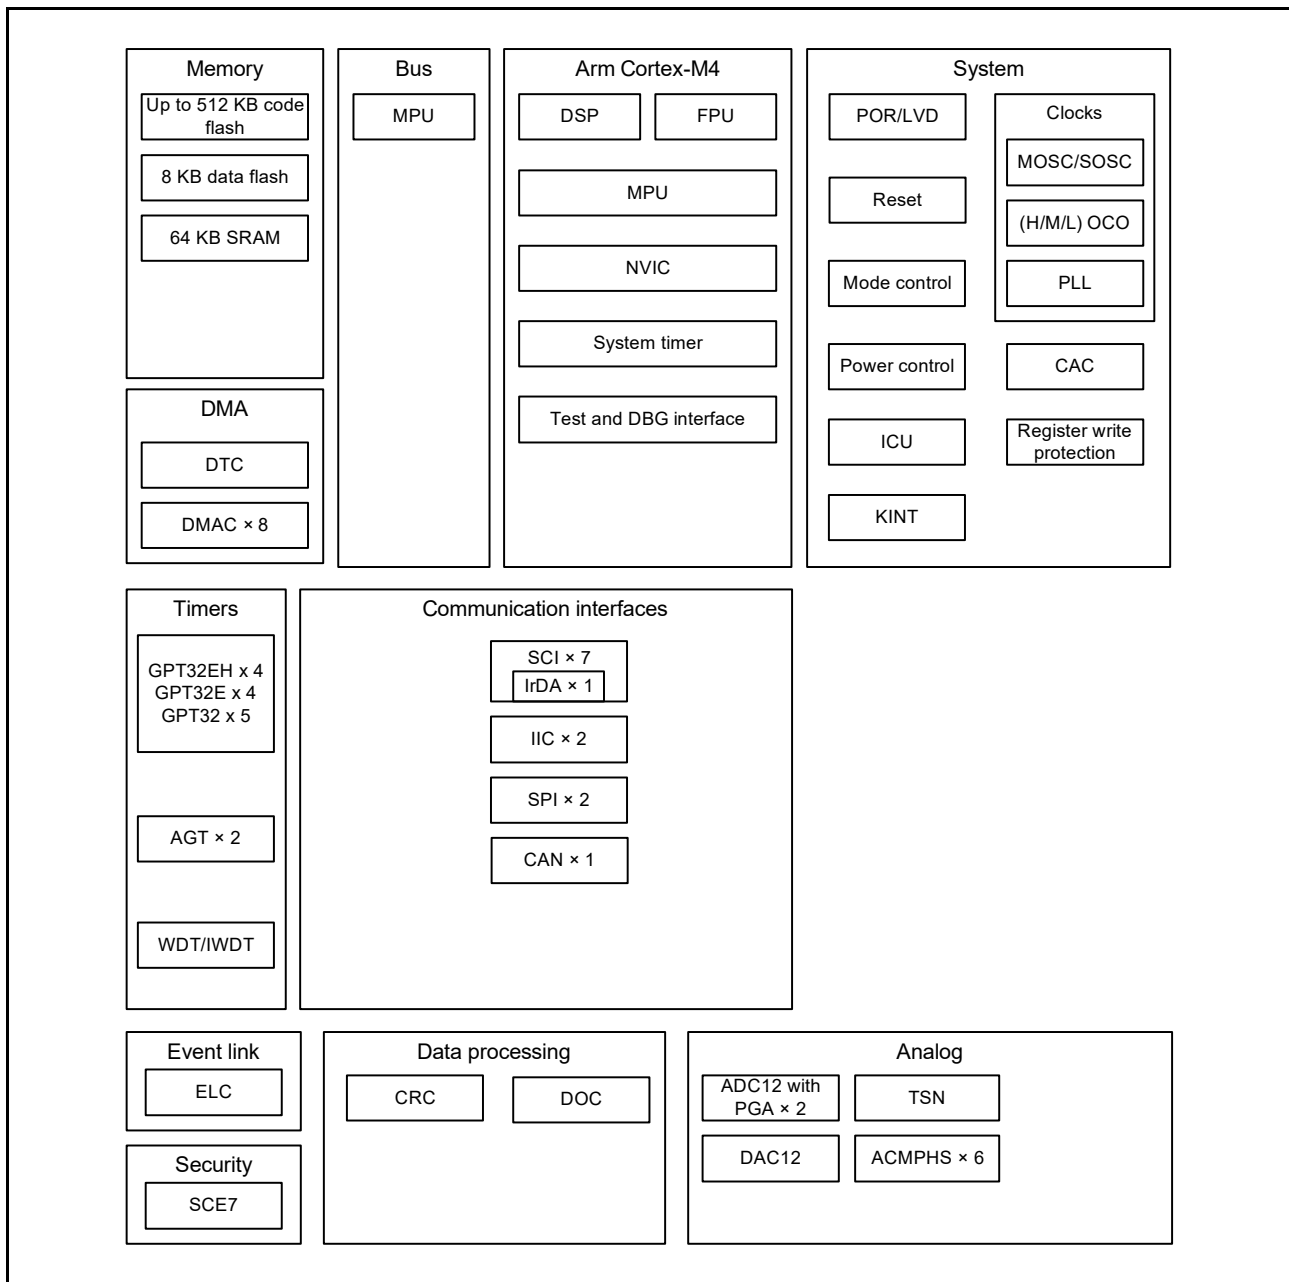 Memory
Up to 512 KB code
flash
8 KB data flash
64 KB SRAM
DMA
DTC
DMAC × 8
Bus
MPU
Arm Cortex-M4
DSP
FPU
MPU
NVIC
System timer
Test and DBG interface
System
POR/LVD
Reset
Mode control
Power control
ICU
KINT
Clocks
MOSC/SOSC
(H/M/L) OCO
PLL
CAC
Register write
protection
Timers
GPT32EH x 4
GPT32E x 4
GPT32 x 5
AGT × 2
WDT/IWDT
Communication interfaces
SCI × 7
IrDA × 1
IIC × 2
SPI × 2
CAN × 1
Event link
ELC
Security
SCE7
Data processing
CRC
DOC
Analog
ADC12 with
PGA × 2
TSN
DAC12
ACMPHS × 6